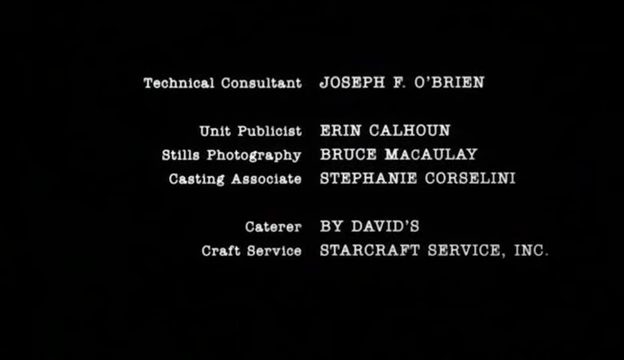 Technical Consultant JOSEPH F. O'BRIEN
Unit Publicist ERIN CALHOUN
Stills Photography BRUCE MACAULAY
Casting Associate STEPHANIE CORSELINI
Caterer BY DAVID'S
Craft Service STARCRAFT SERVICE, INC.